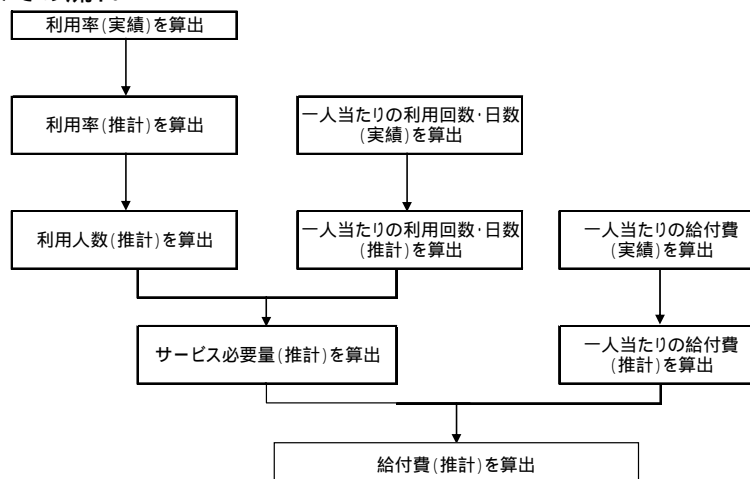 利用率(実績)を算出
利用率(推計)を算出
一人当たりの利用回数・日数
(実績)を算出
利用人数(推計)を算出
一人当たりの利用回数・日数
(推計)を算出
一人当たりの給付費
(実績)を算出
サービス必要量(推計)を算出
一人当たりの給付費
(推計)を算出
給付費(推計)を算出